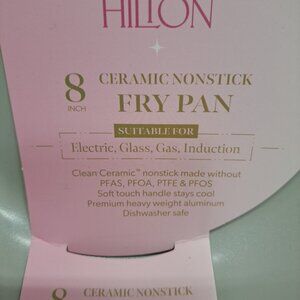 HILTON
8
INCH
CERAMIC NONSTICK
FRY PAN
SUITABLE FOR
Electric, Glass, Gas, Induction
Clean Ceramic™ nonstick made without
PFAS, PFOA, PTFE & PFOS
Soft touch handle stays cool
Premium heavy weight aluminum
Dishwasher safe
8
CERAMIC NONSTICK